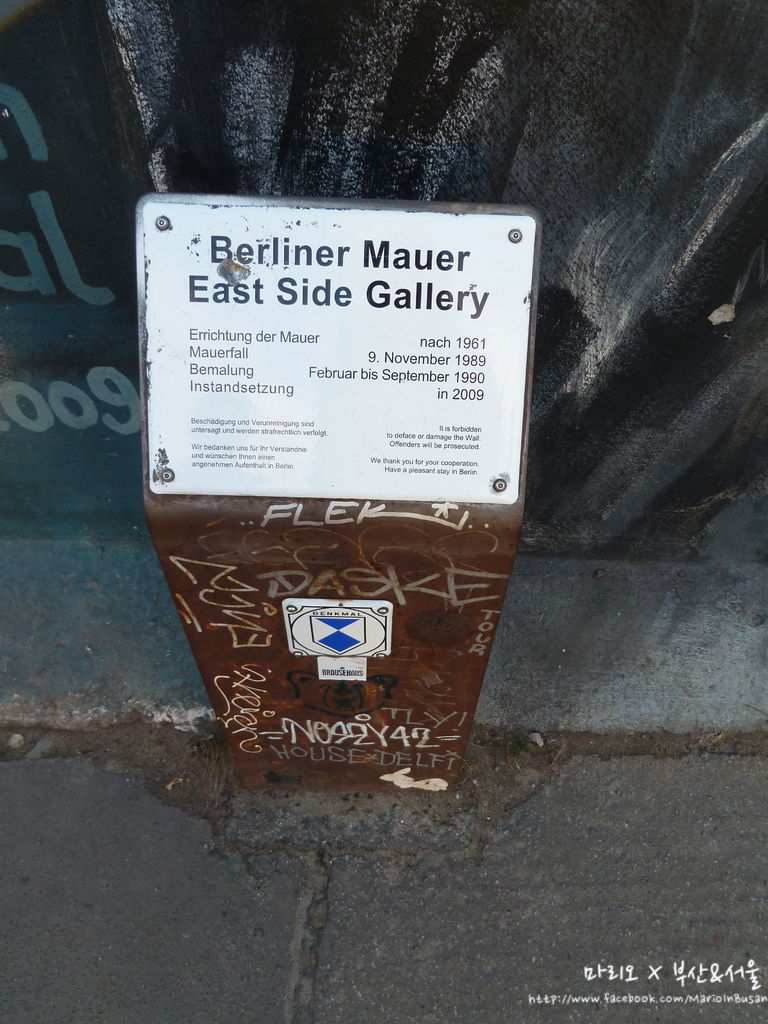 Berliner Mauer
East Side Gallery
Errichtung der Mauer nach 1961
Mauerfall 9. November 1989
Bemalung Februar bis September 1990
Instandsetzung in 2009
Beschädigung und Verunreinigung sind
untersagt und werden strafrechtlich verfolgt.
Wir bedanken uns für Ihr Verständnis
und wünschen Ihnen einen
angenehmen Aufenthalt in Berlin.
It is forbidden
to deface or damage the Wall.
Offenders will be prosecuted.
We thank you for your cooperation.
Have a pleasant stay in Berlin
FLEK
DASKE
TOUR
DENKMAL
BRAUSEHAUS
TLY!
HOUSE DELFT
마리오 X 부산&서울
http://www.facebook.com/MarioInBusan